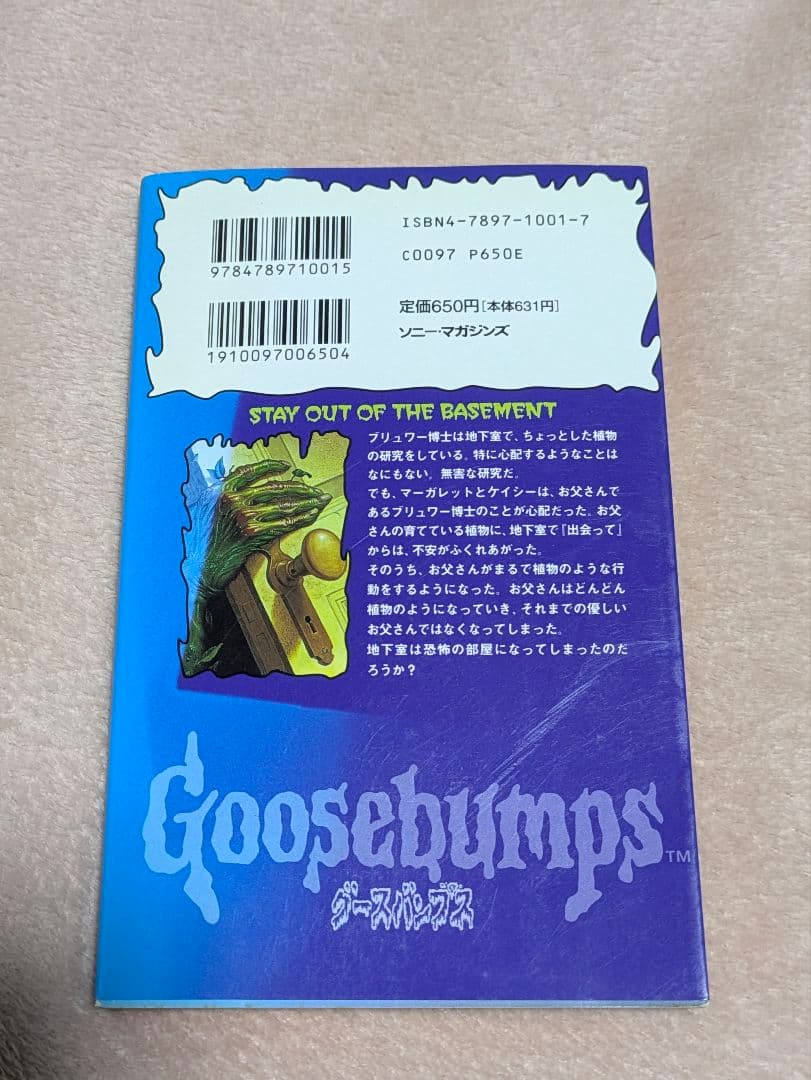 ISBN4-7897-1001-7
9784789710015
C0097 P650E
定価650円[本体631円]
1910097006504
ソニー・マガジンズ
STAY OUT OF THE BASEMENT
ブリュワー博士は地下室で、ちょっとした植物
の研究をしている。特に心配するようなことは
なにもない。無害な研究だ。
でも、マーガレットとケイシーは、お父さんで
あるブリュワー博士のことが心配だった。お父
さんの育てている植物に、地下室で『出会って』
からは、不安がふくれあがった。
そのうち、お父さんがまるで植物のような行
動をするようになった。お父さんはどんどん
植物のようになっていき、それまでの優しい
お父さんではなくなってしまった。
地下室は恐怖の部屋になってしまったのだ
ろうか？
Goosebumps™
グースバンプス